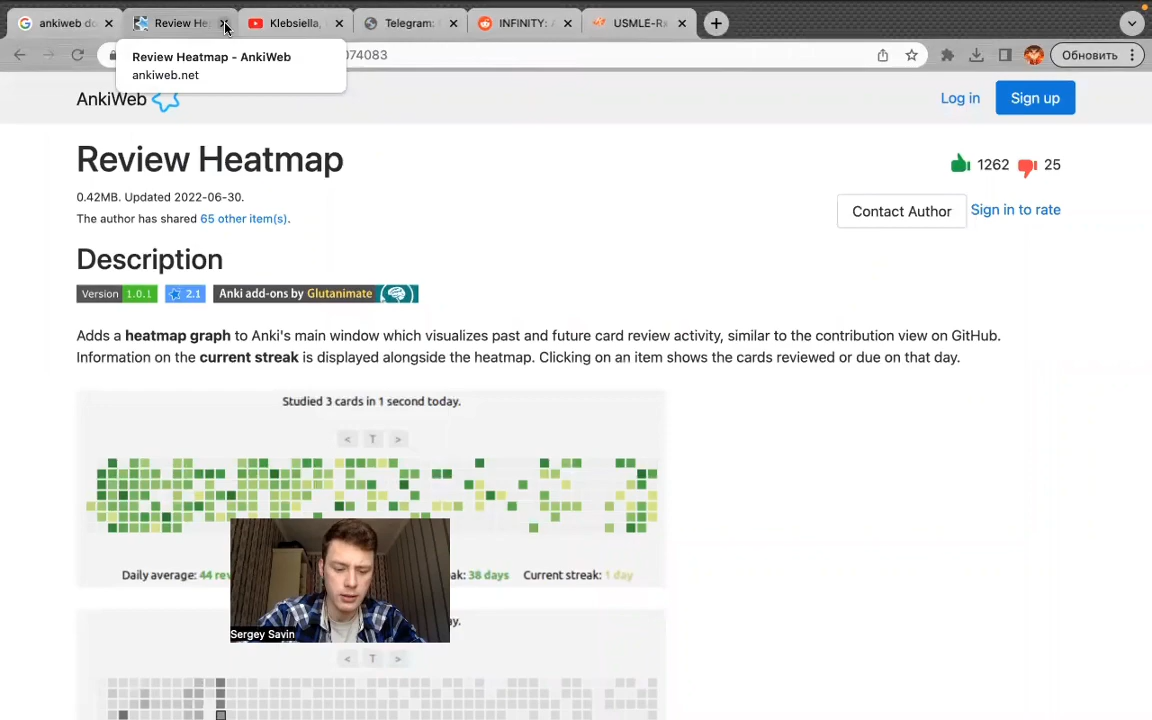 ankiweb do
Review He
Klebsiella,
Telegram:
INFINITY:
USMLE-Rx
Review Heatmap - AnkiWeb
ankiweb.net
074083
Обновить
AnkiWeb
Log in
Sign up
Review Heatmap
1262
25
0.42MB. Updated 2022-06-30.
The author has shared 65 other item(s).
Contact Author
Sign in to rate
Description
Version 1.0.1
2.1
Anki add-ons by Glutanimate
Adds a heatmap graph to Anki's main window which visualizes past and future card review activity, similar to the contribution view on GitHub.
Information on the current streak is displayed alongside the heatmap. Clicking on an item shows the cards reviewed or due on that day.
Studied 3 cards in 1 second today.
< T >
Daily average: 44 rev
ak: 38 days
Current streak: 1 day
Sergey Savin
y.
< T >